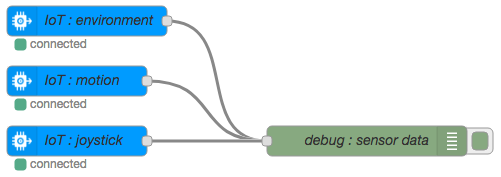 IoT : environment
connected
IoT : motion
connected
IoT : joystick
debug : sensor data
connected